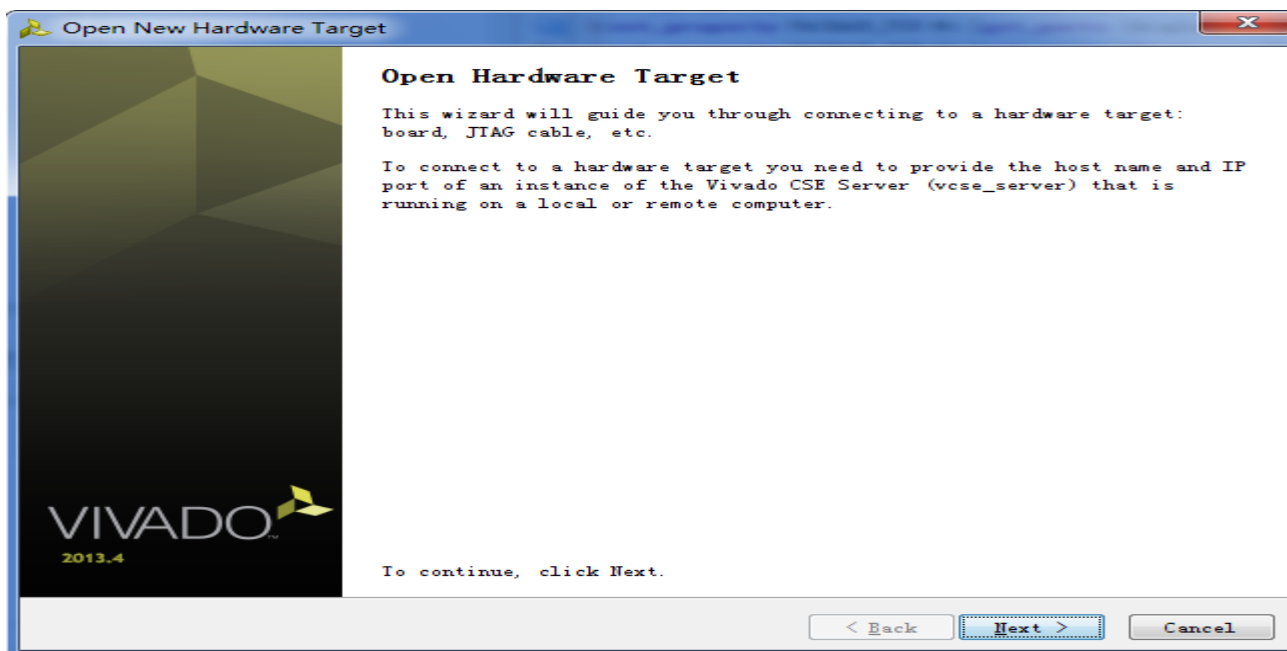 Open New Hardware Target
Open Hardware Target
This wizard will guide you through connecting to a hardware target:
board, JTAG cable, etc.
To connect to a hardware target you need to provide the host name and IP
port of an instance of the Vivado CSE Server (vcse_server) that is
running on a local or remote computer.
VIVADO™
2013.4
To continue, click Next.
< Back
Next >
Cancel